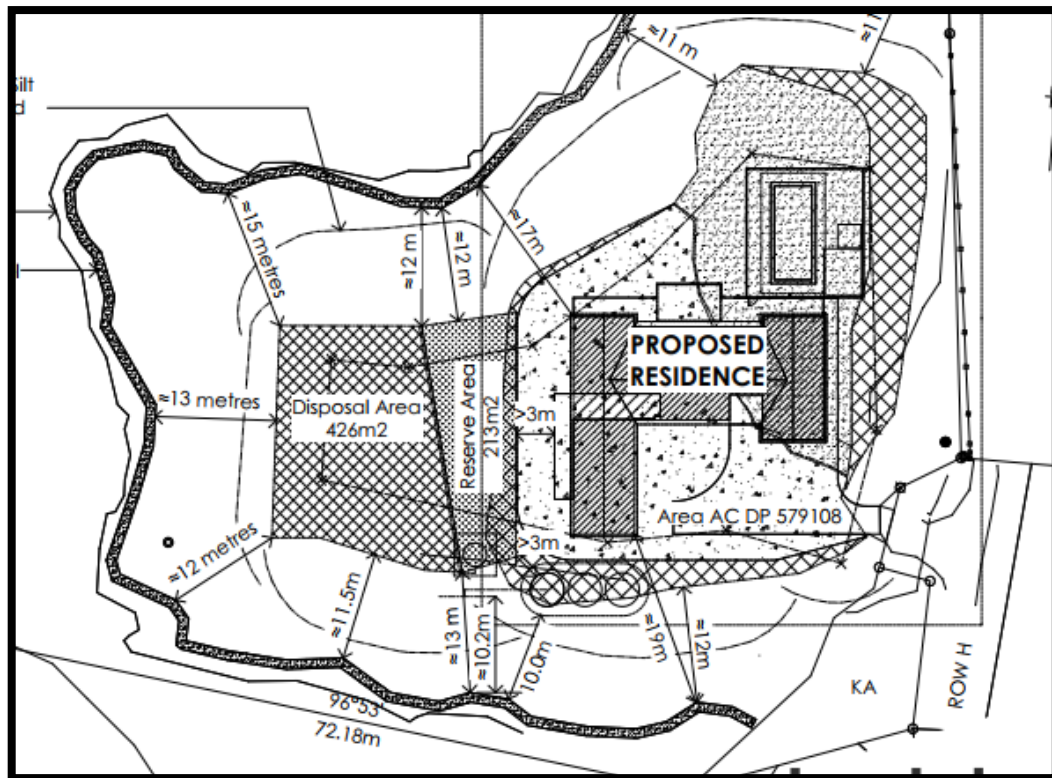 ≈11 m
≈11
Silt
d
≈15 metres
≈12 m
≈12 m
≈17m
PROPOSED
RESIDENCE
≈13 metres
Disposal Area
426m2
Reserve Area
213m2
>3m
Area AC DP 579108
>3m
≈12 metres
≈11.5m
≈13 m
≈10.2m
10.0m
≈19m
≈12m
KA
ROW H
96°53'
72.18m